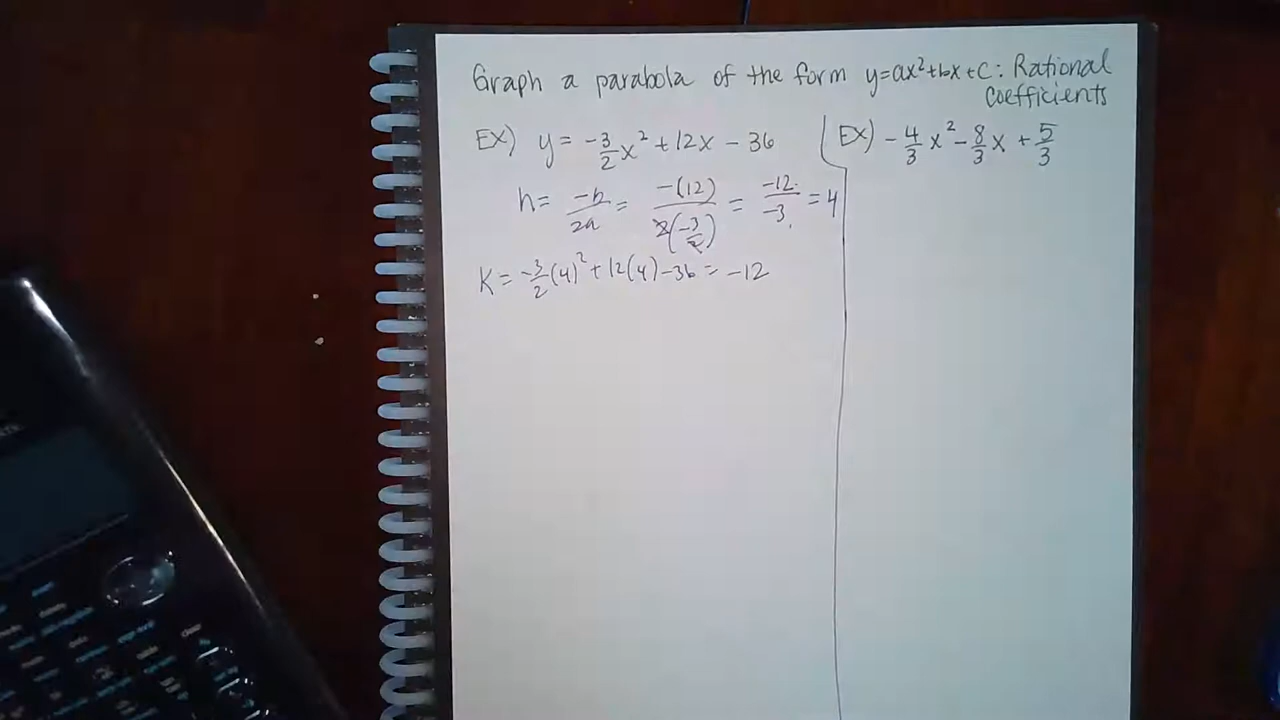 Graph a parabola of the form y=ax²+bx+c: Rational
Coefficients
EX) y = -3/2x² + 12x - 36
h = -b/2a = -(12)/2(-3/2) = -12/-3 = 4
K = -3/2(4)² + 12(4) - 36 = -12
EX) -4/3x² - 8/3x + 5/3